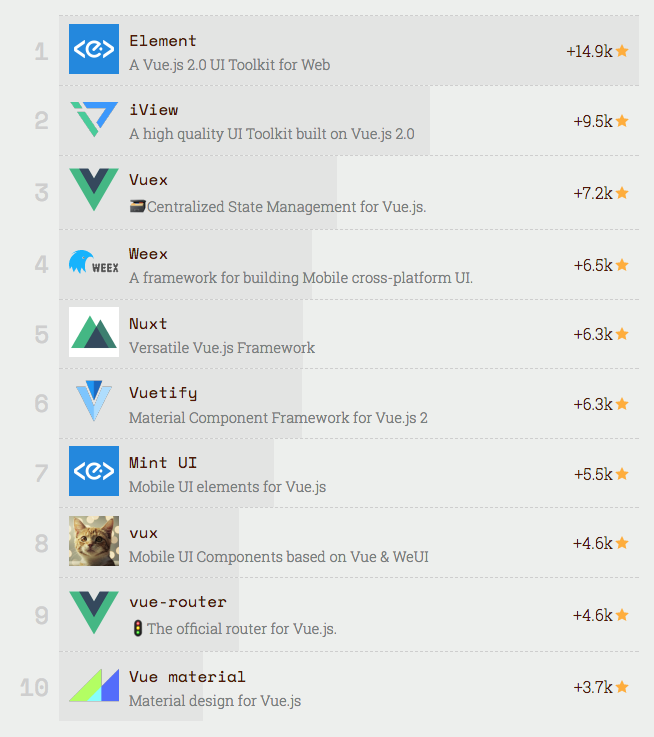 1
Element
A Vue.js 2.0 UI Toolkit for Web
+14.9k
2
iView
A high quality UI Toolkit built on Vue.js 2.0
+9.5k
3
Vuex
Centralized State Management for Vue.js.
+7.2k
4
WEEX
Weex
A framework for building Mobile cross-platform UI.
+6.5k
5
Nuxt
Versatile Vue.js Framework
+6.3k
6
Vuetify
Material Component Framework for Vue.js 2
+6.3k
7
Mint UI
Mobile UI elements for Vue.js
+5.5k
8
vux
Mobile UI Components based on Vue & WeUI
+4.6k
9
vue-router
The official router for Vue.js.
+4.6k
10
Vue material
Material design for Vue.js
+3.7k